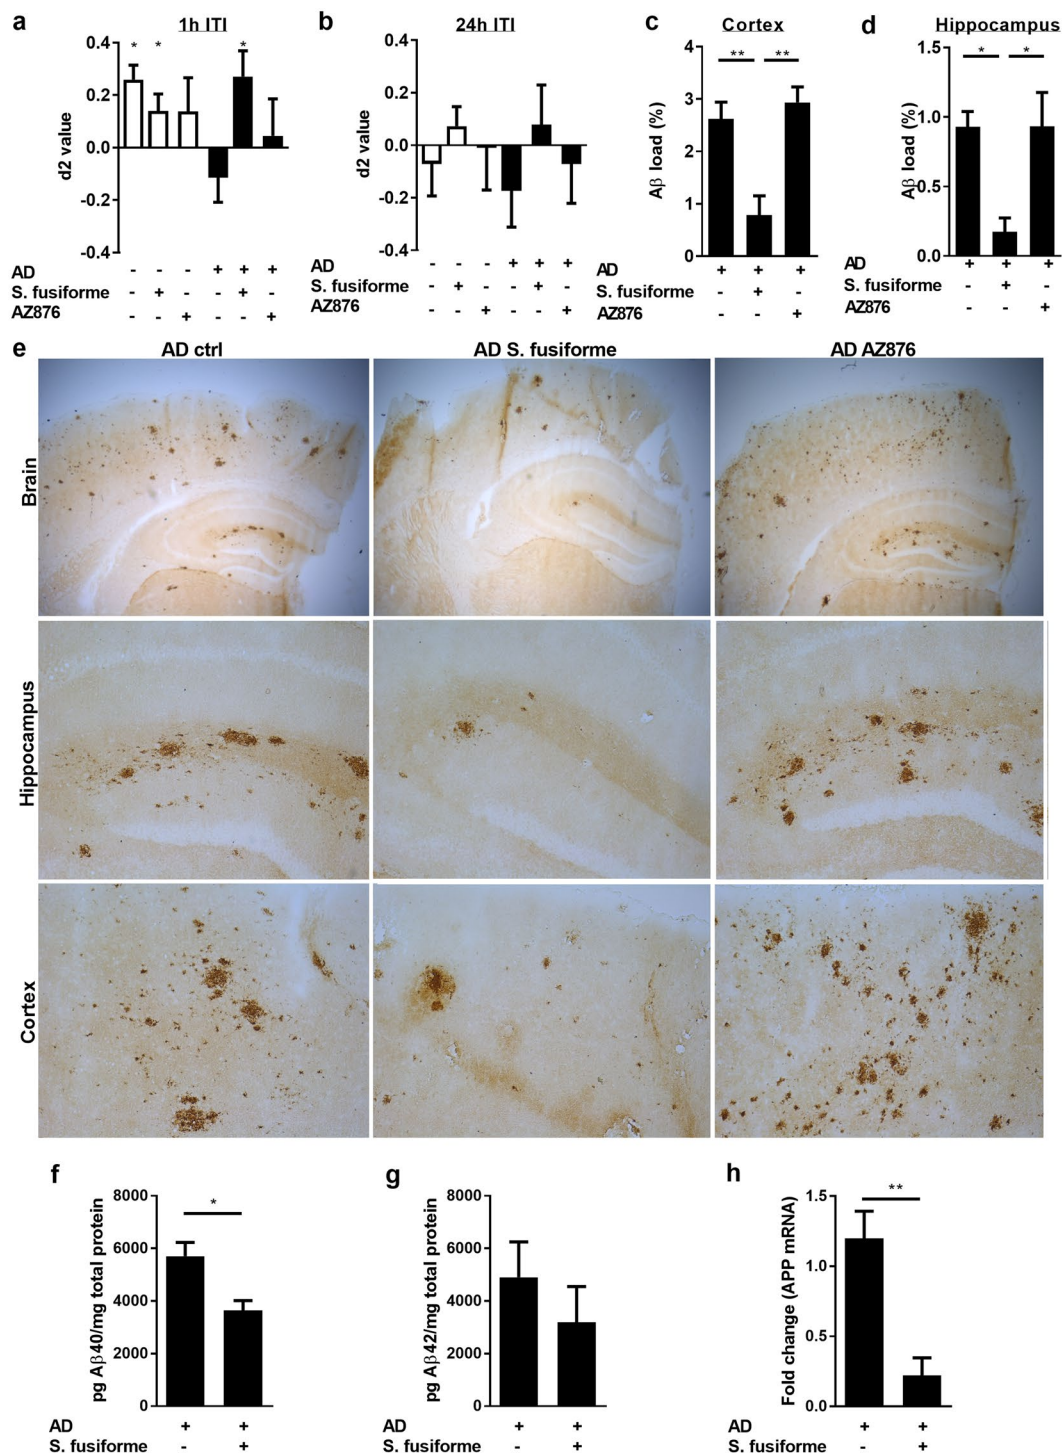 a 1h ITI
* * *
d2 value
0.4
0.2
0.0
-0.2
-0.4
AD - - - + + +
S. fusiforme - + - - + -
AZ876 - - + - - +
b 24h ITI
d2 value
0.4
0.2
0.0
-0.2
-0.4
AD - - - + + +
S. fusiforme - + - - + -
AZ876 - - + - - +
c Cortex
** **
Aβ load (%)
4
3
2
1
0
AD + + +
S. fusiforme - + -
AZ876 - - +
d Hippocampus
* *
Aβ load (%)
1.5
1.0
0.5
0.0
AD + + +
S. fusiforme - + -
AZ876 - - +
e AD ctrl AD S. fusiforme AD AZ876
Brain
Hippocampus
Cortex
f
*
pg Aβ40/mg total protein
8000
6000
4000
2000
0
AD + +
S. fusiforme - +
g
pg Aβ42/mg total protein
8000
6000
4000
2000
0
AD + +
S. fusiforme - +
h
**
Fold change (APP mRNA)
1.5
1.0
0.5
0.0
AD + +
S. fusiforme - +